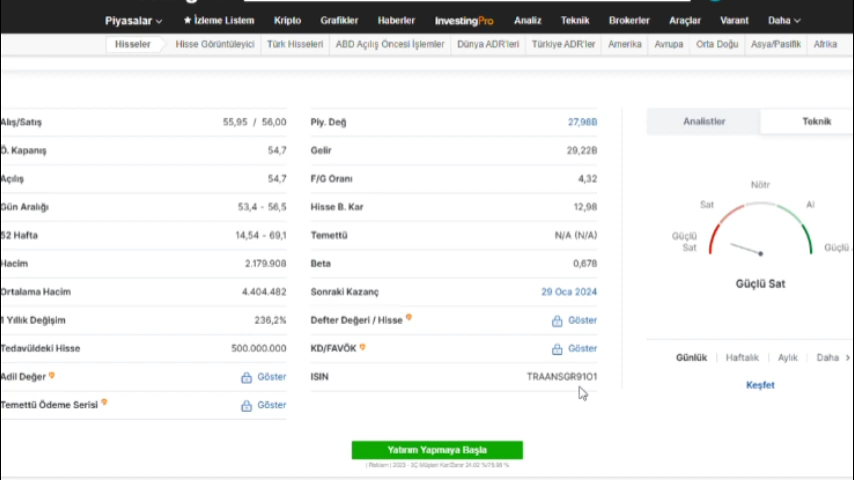 Piyasalar ★ İzleme Listem Kripto Grafikler Haberler InvestingPro Analiz Teknik Brokerler Araçlar Varant Daha
Hisseler Hisse Görüntüleyici Türk Hisseleri ABD Açılış Öncesi İşlemler Dünya ADR'leri Türkiye ADR'ler Amerika Avrupa Orta Doğu Asya/Pasifik Afrika
Alış/Satış 55,95 / 56,00
Ö. Kapanış 54,7
Açılış 54,7
Gün Aralığı 53,4 - 56,5
52 Hafta 14,54 - 69,1
Hacim 2.179.908
Ortalama Hacim 4.404.482
1 Yıllık Değişim 236,2%
Tedavüldeki Hisse 500.000.000
Adil Değer Göster
Temettü Ödeme Serisi Göster
Piy. Değ 27,98B
Gelir 29,22B
F/G Oranı 4,32
Hisse B. Kar 12,98
Temettü N/A (N/A)
Beta 0,678
Sonraki Kazanç 29 Oca 2024
Defter Değeri / Hisse Göster
KD/FAVÖK Göster
ISIN TRAANSGR9101
Analistler Teknik
Nötr
Sat Al
Güçlü Sat
Güçlü
Güçlü Sat
Günlük Haftalık Aylık Daha
Keşfet
Yatırım Yapmaya Başla